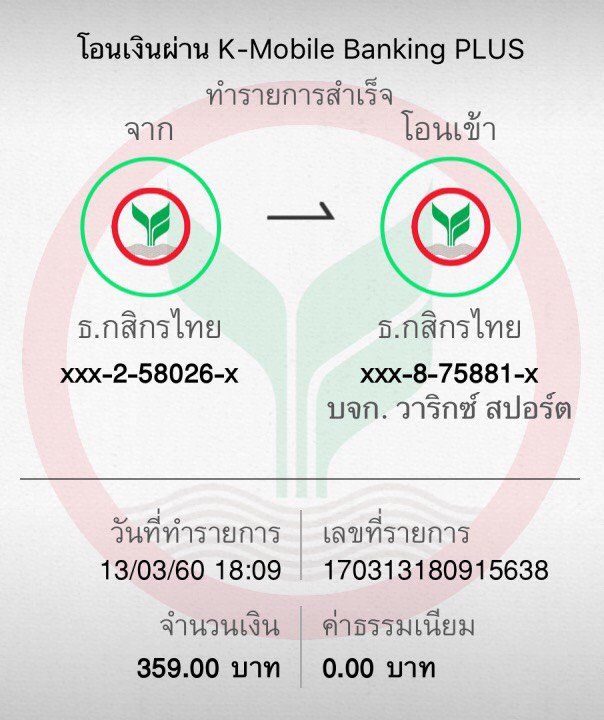 โอนเงินผ่าน K-Mobile Banking PLUS
ทำรายการสำเร็จ
จาก
โอนเข้า
ธ.กสิกรไทย
ธ.กสิกรไทย
xxx-2-58026-x
xxx-8-75881-x
บจก. วาริกซ์ สปอร์ต
วันที่ทำรายการ
เลขที่รายการ
13/03/60 18:09
170313180915638
จำนวนเงิน
ค่าธรรมเนียม
359.00 บาท
0.00 บาท